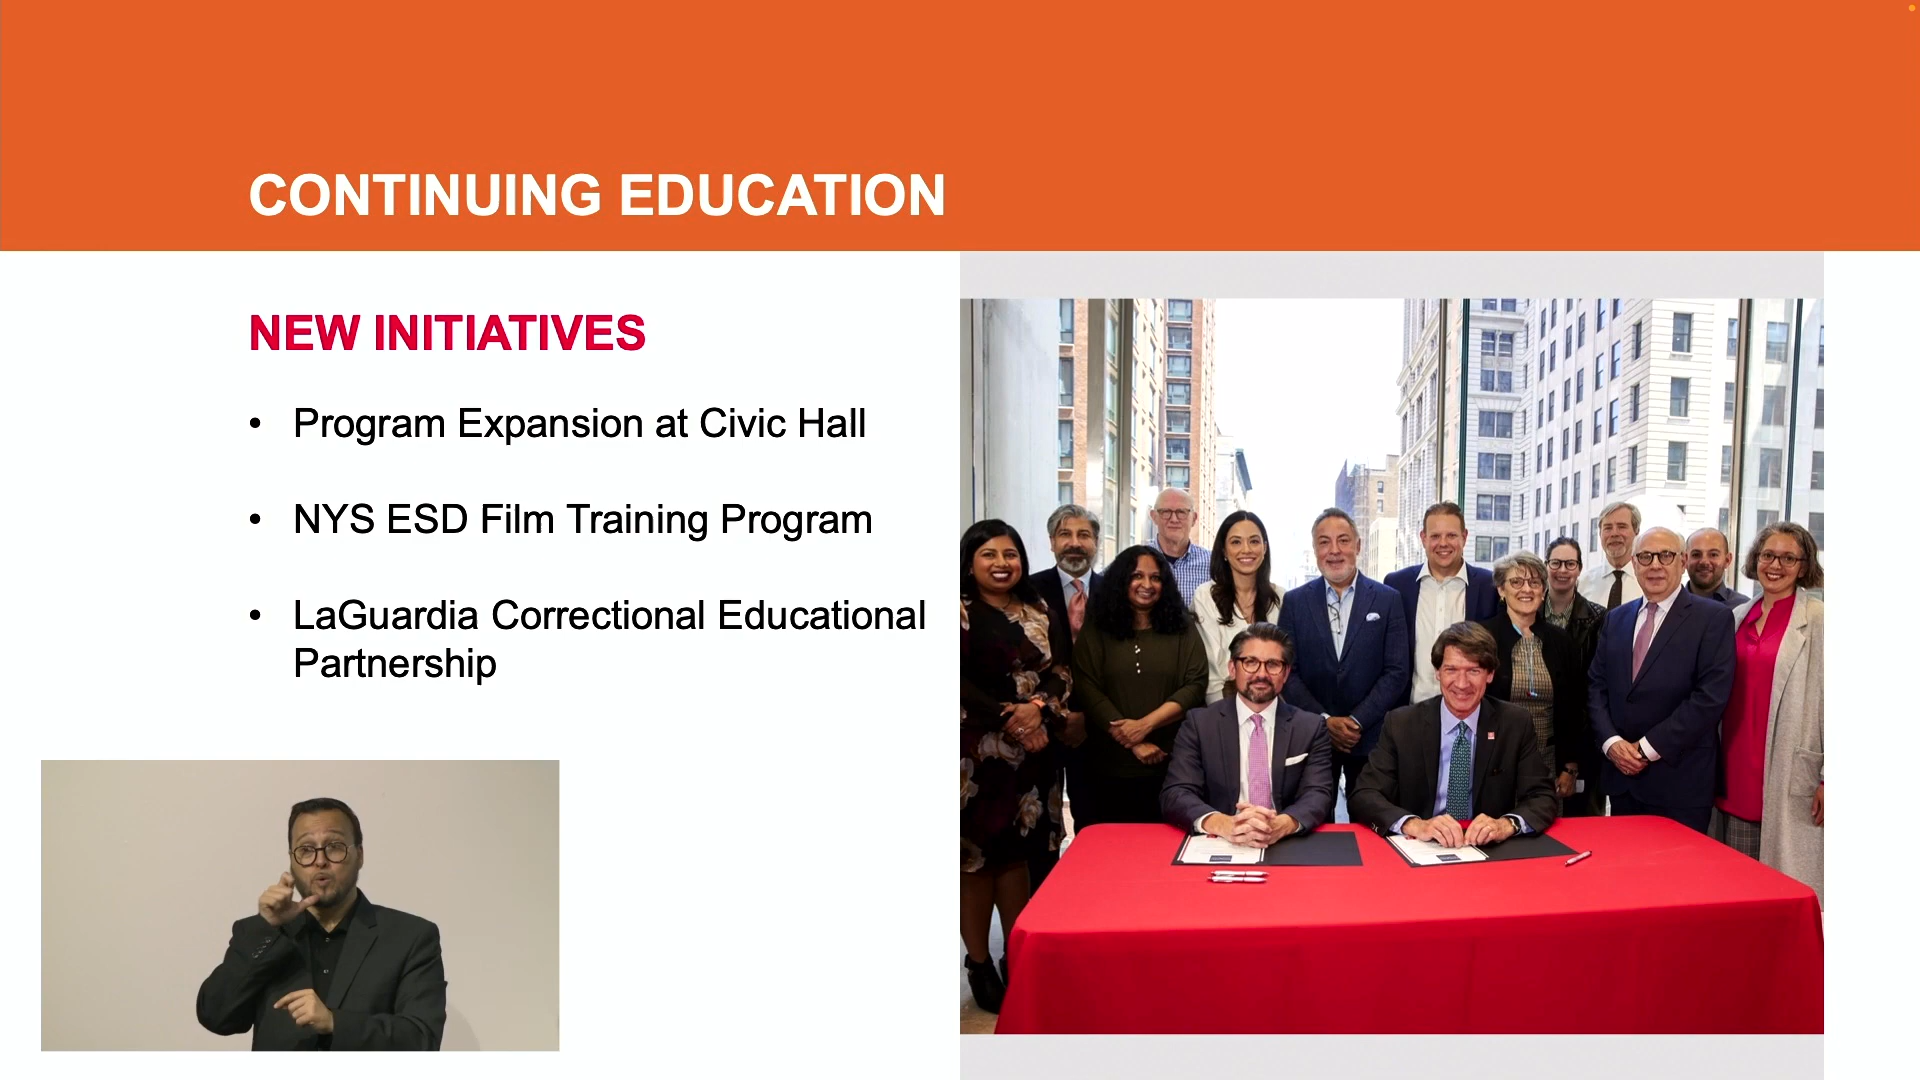 CONTINUING EDUCATION
NEW INITIATIVES
• Program Expansion at Civic Hall
• NYS ESD Film Training Program
• LaGuardia Correctional Educational
Partnership